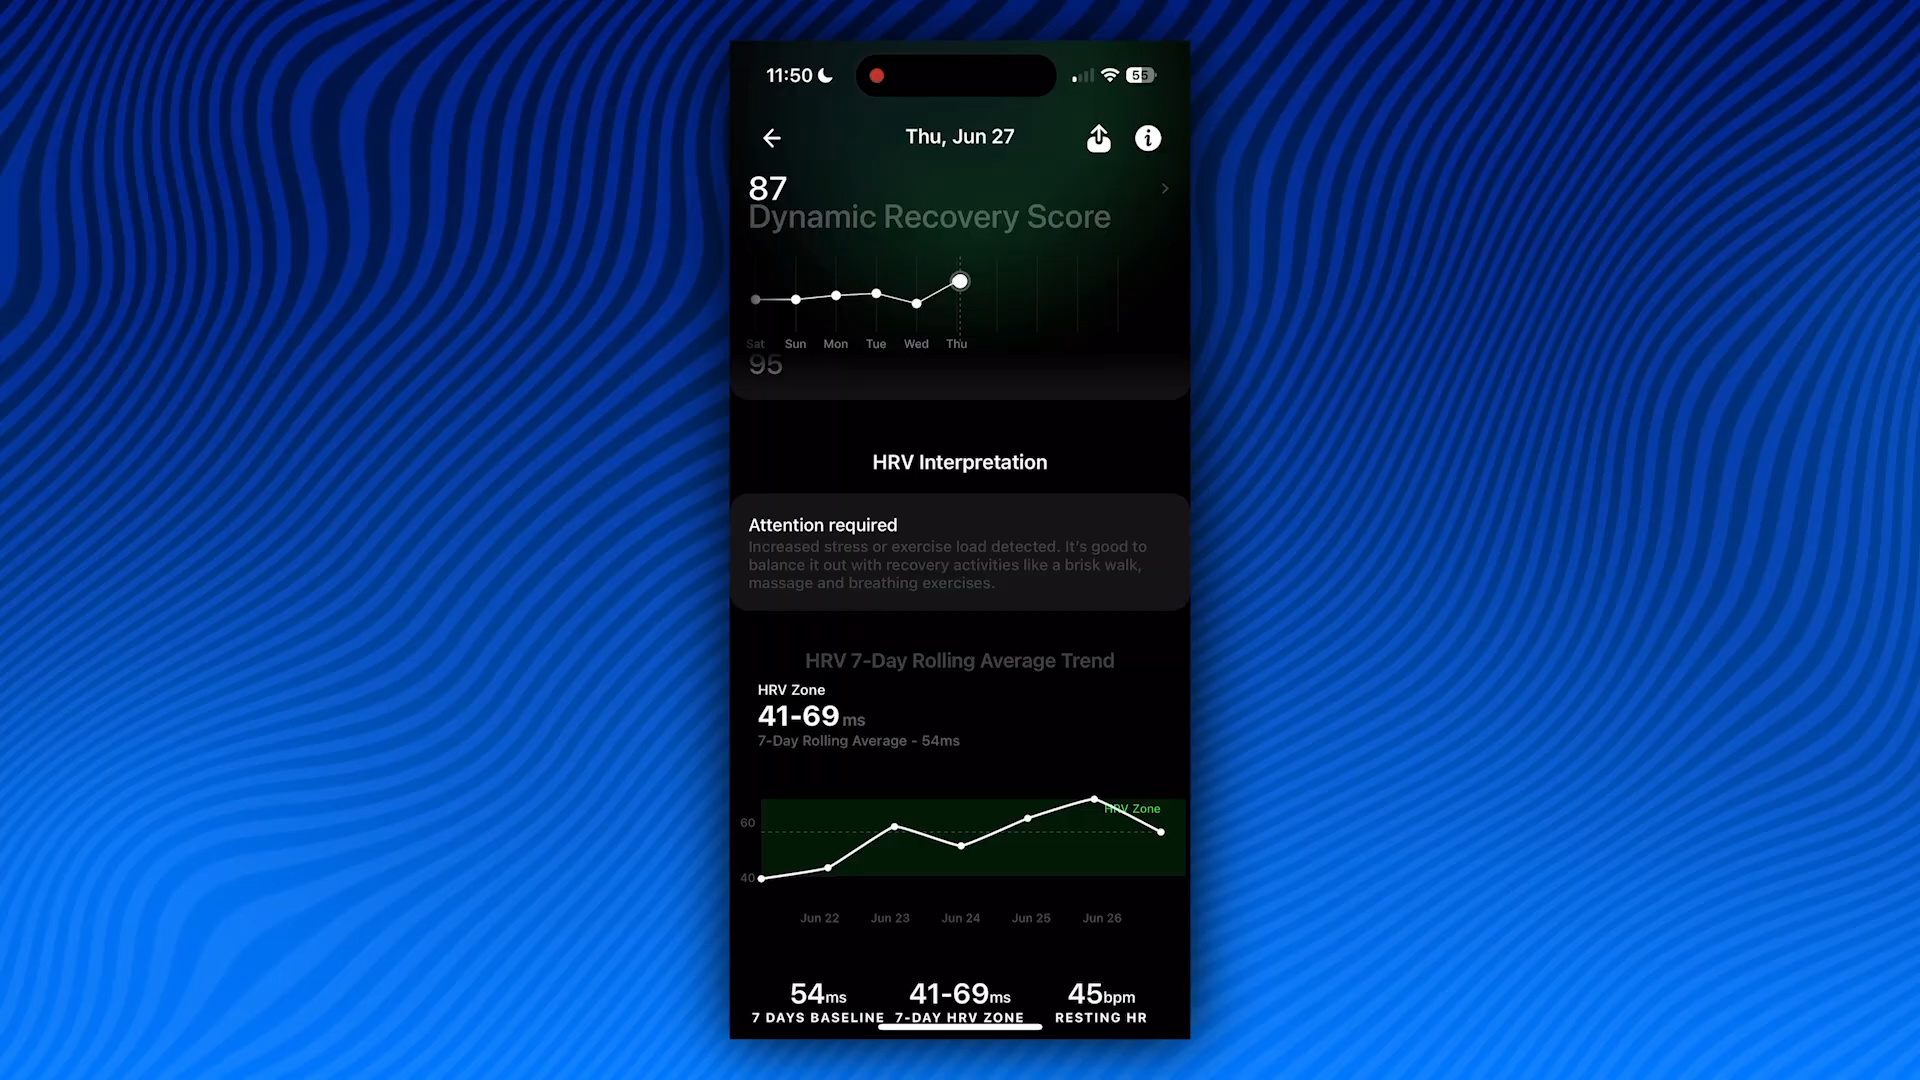 11:50
55
Thu, Jun 27
87
Dynamic Recovery Score
Sat Sun Mon Tue Wed Thu
95
HRV Interpretation
Attention required
Increased stress or exercise load detected. It's good to
balance it out with recovery activities like a brisk walk,
massage and breathing exercises.
HRV 7-Day Rolling Average Trend
HRV Zone
41-69 ms
7-Day Rolling Average - 54ms
HRV Zone
60
40
Jun 22 Jun 23 Jun 24 Jun 25 Jun 26
54ms 41-69ms 45bpm
7 DAYS BASELINE 7-DAY HRV ZONE RESTING HR